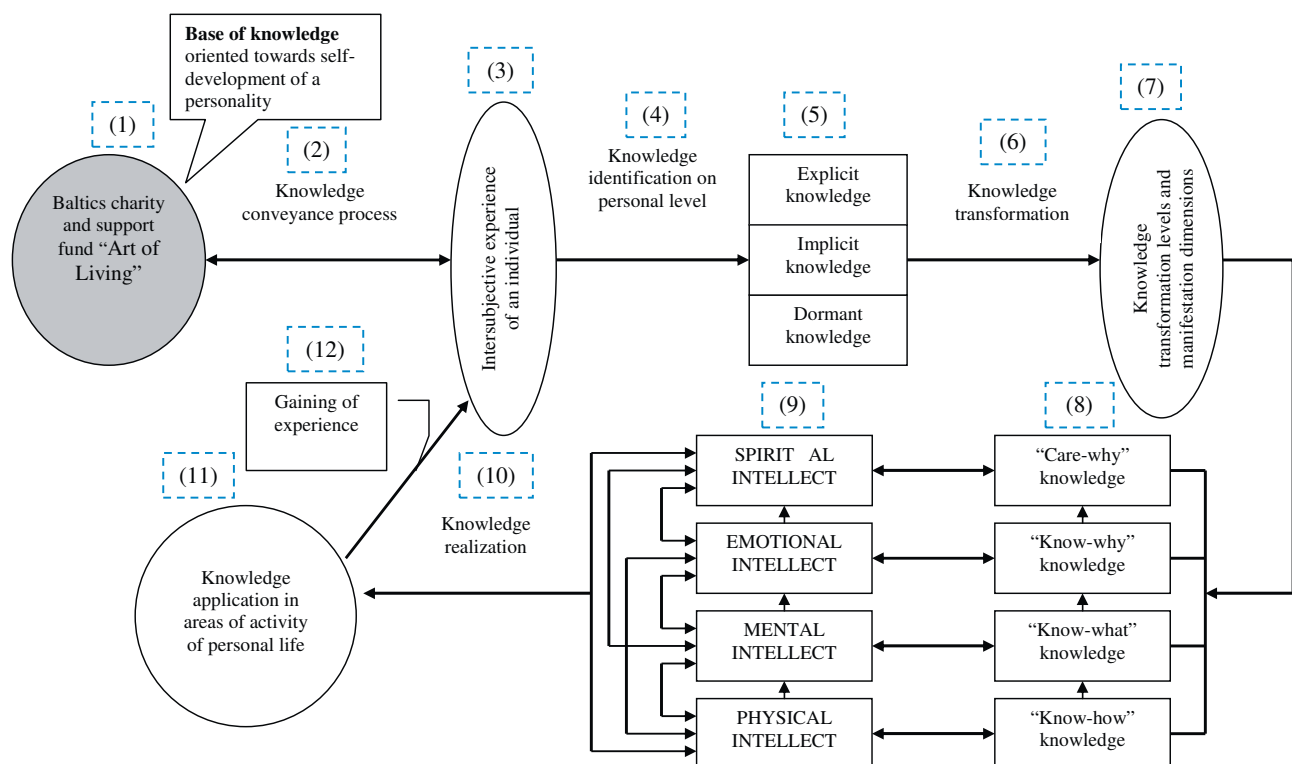 Base of knowledge
oriented towards self-
development of a
personality
(1)
Baltics charity
and support
fund “Art of
Living”
(2)
Knowledge
conveyance process
(3)
Intersubjective experience
of an individual
(4)
Knowledge
identification on
personal level
(5)
Explicit
knowledge
Implicit
knowledge
Dormant
knowledge
(6)
Knowledge
transformation
(7)
Knowledge
transformation levels and
manifestation dimensions
(8)
“Care-why”
knowledge
“Know-why”
knowledge
“Know-what”
knowledge
“Know-how”
knowledge
(9)
SPIRIT AL
INTELLECT
EMOTIONAL
INTELLECT
MENTAL
INTELLECT
PHYSICAL
INTELLECT
(10)
Knowledge
realization
(11)
Knowledge
application in
areas of activity
of personal life
(12)
Gaining of
experience